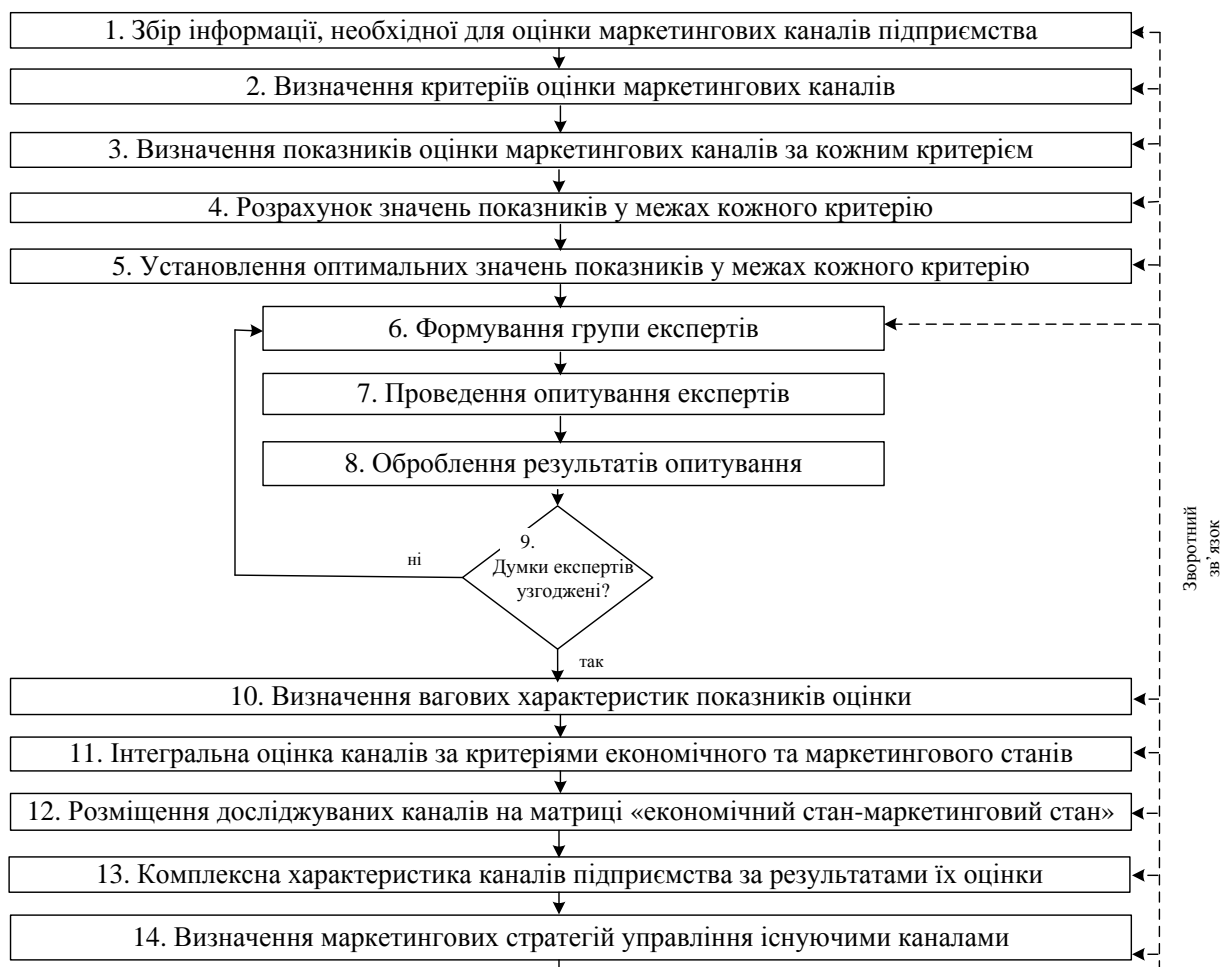 1. Збір інформації, необхідної для оцінки маркетингових каналів підприємства
2. Визначення критеріїв оцінки маркетингових каналів
3. Визначення показників оцінки маркетингових каналів за кожним критерієм
4. Розрахунок значень показників у межах кожного критерію
5. Установлення оптимальних значень показників у межах кожного критерію
6. Формування групи експертів
7. Проведення опитування експертів
8. Оброблення результатів опитування
9.
Думки експертів
узгоджені?
ні
так
10. Визначення вагових характеристик показників оцінки
11. Інтегральна оцінка каналів за критеріями економічного та маркетингового станів
12. Розміщення досліджуваних каналів на матриці «економічний стан-маркетинговий стан»
13. Комплексна характеристика каналів підприємства за результатами їх оцінки
14. Визначення маркетингових стратегій управління існуючими каналами
Зворотний
зв’язок